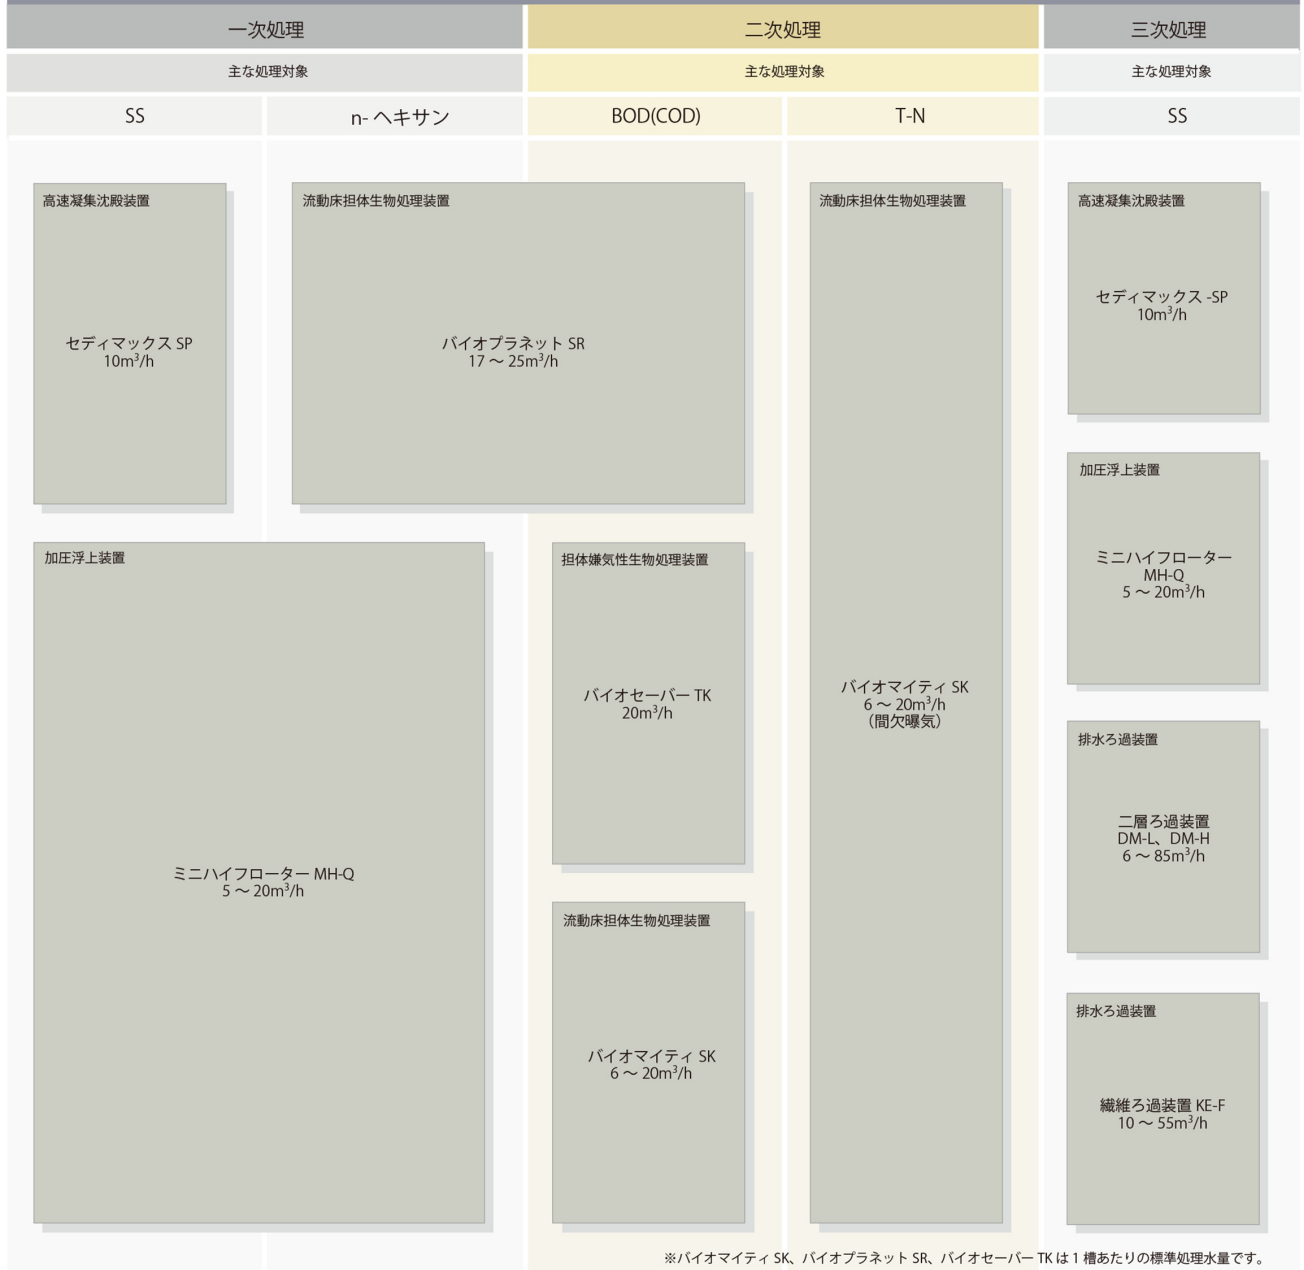 一次処理
二次処理
三次処理
主な処理対象
主な処理対象
主な処理対象
SS
n- ヘキサン
BOD(COD)
T-N
SS
高速凝集沈殿装置
セディマックス SP
10m³/h
流動床担体生物処理装置
バイオプラネット SR
17 ～ 25m³/h
加圧浮上装置
ミニハイフローター MH-Q
5 ～ 20m³/h
担体嫌気性生物処理装置
バイオセーバー TK
20m³/h
流動床担体生物処理装置
バイオマイティ SK
6 ～ 20m³/h
流動床担体生物処理装置
バイオマイティ SK
6 ～ 20m³/h
（間欠曝気）
高速凝集沈殿装置
セディマックス -SP
10m³/h
加圧浮上装置
ミニハイフローター
MH-Q
5 ～ 20m³/h
排水ろ過装置
二層ろ過装置
DM-L、DM-H
6 ～ 85m³/h
排水ろ過装置
繊維ろ過装置 KE-F
10 ～ 55m³/h
※バイオマイティ SK、バイオプラネット SR、バイオセーバー TK は 1 槽あたりの標準処理水量です。